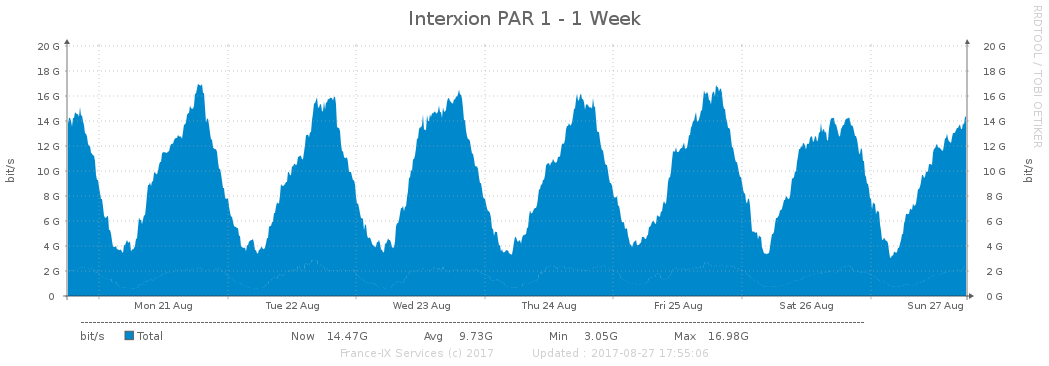 Interxion PAR 1 - 1 Week
RRDTOOL / TOBI OETIKER
bit/s
20 G
18 G
16 G
14 G
12 G
10 G
8 G
6 G
4 G
2 G
0
20 G
18 G
16 G
14 G
12 G
10 G
8 G
6 G
4 G
2 G
0 G
bit/s
Mon 21 Aug Tue 22 Aug Wed 23 Aug Thu 24 Aug Fri 25 Aug Sat 26 Aug Sun 27 Aug
bit/s Total Now 14.47G Avg 9.73G Min 3.05G Max 16.98G
France-IX Services (c) 2017 Updated : 2017-08-27 17:55:06